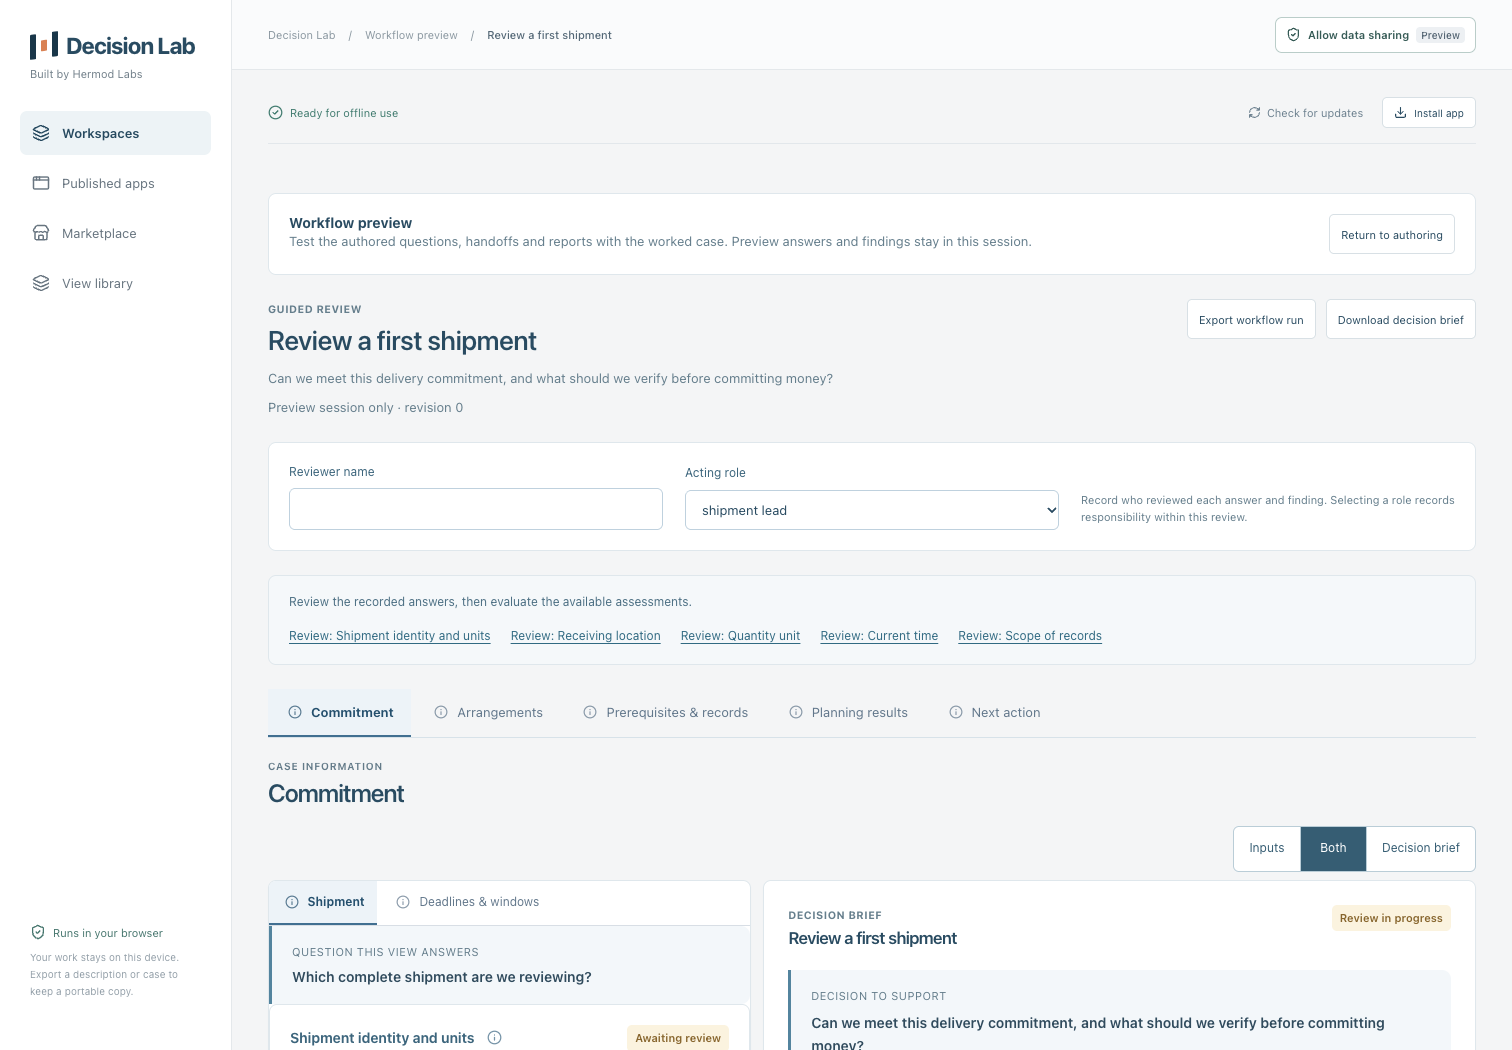 Decision Lab
Built by Hermod Labs
Workspaces
Published apps
Marketplace
View library
Runs in your browser
Your work stays on this device.
Export a description or case to
keep a portable copy.
Decision Lab / Workflow preview / Review a first shipment
Allow data sharing Preview
Ready for offline use
Check for updates
Install app
Workflow preview
Test the authored questions, handoffs and reports with the worked case. Preview answers and findings stay in this session.
Return to authoring
GUIDED REVIEW
Review a first shipment
Can we meet this delivery commitment, and what should we verify before committing money?
Preview session only · revision 0
Export workflow run
Download decision brief
Reviewer name
Acting role
shipment lead
Record who reviewed each answer and finding. Selecting a role records
responsibility within this review.
Review the recorded answers, then evaluate the available assessments.
Review: Shipment identity and units Review: Receiving location Review: Quantity unit Review: Current time Review: Scope of records
Commitment Arrangements Prerequisites & records Planning results Next action
CASE INFORMATION
Commitment
Inputs Both Decision brief
Shipment Deadlines & windows
QUESTION THIS VIEW ANSWERS
Which complete shipment are we reviewing?
Shipment identity and units
Awaiting review
DECISION BRIEF
Review a first shipment
Review in progress
DECISION TO SUPPORT
Can we meet this delivery commitment, and what should we verify before committing
money?